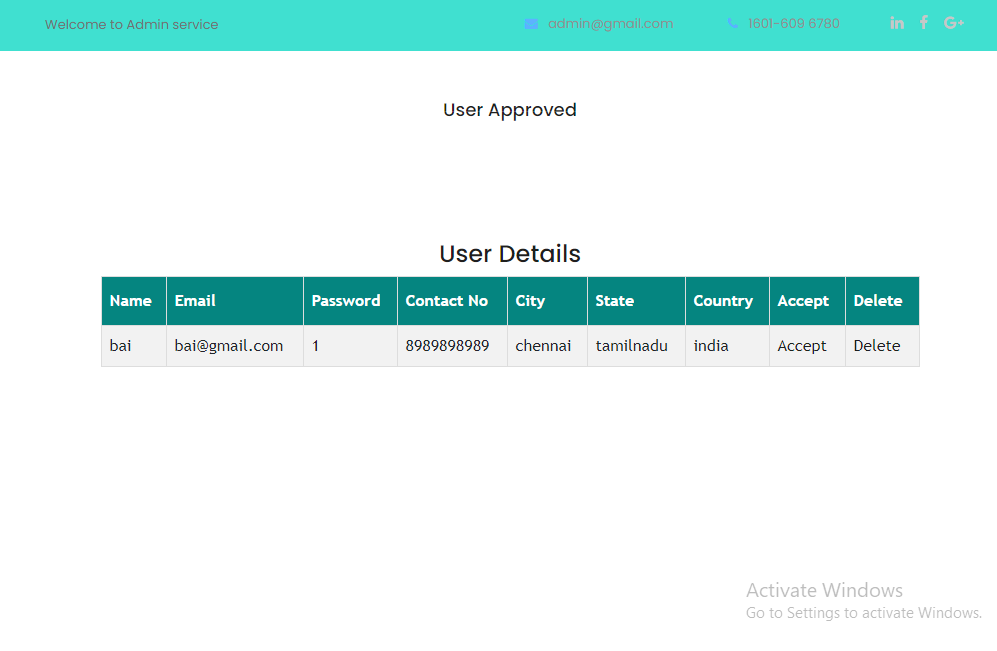 Welcome to Admin service admin@gmail.com 1601-609 6780
User Approved
User Details
Name Email Password Contact No City State Country Accept Delete
bai bai@gmail.com 1 8989898989 chennai tamilnadu india Accept Delete
Activate Windows
Go to Settings to activate Windows.